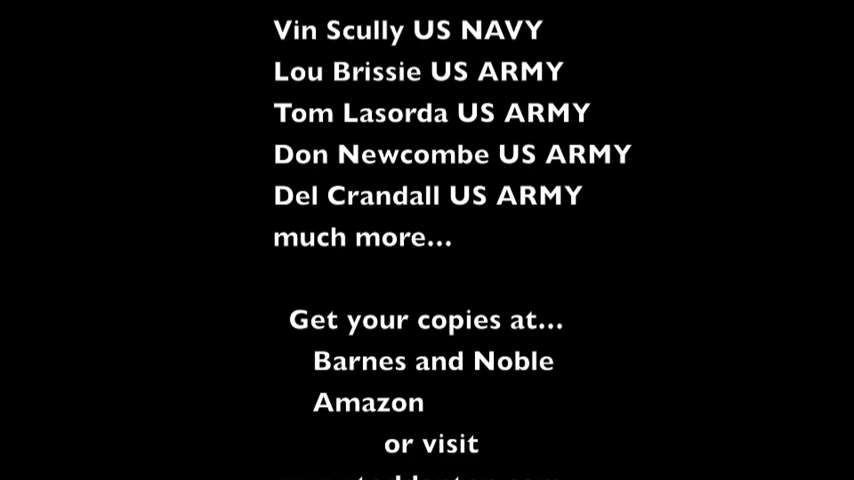 Vin Scully US NAVY
Lou Brissie US ARMY
Tom Lasorda US ARMY
Don Newcombe US ARMY
Del Crandall US ARMY
much more...
Get your copies at...
Barnes and Noble
Amazon
or visit